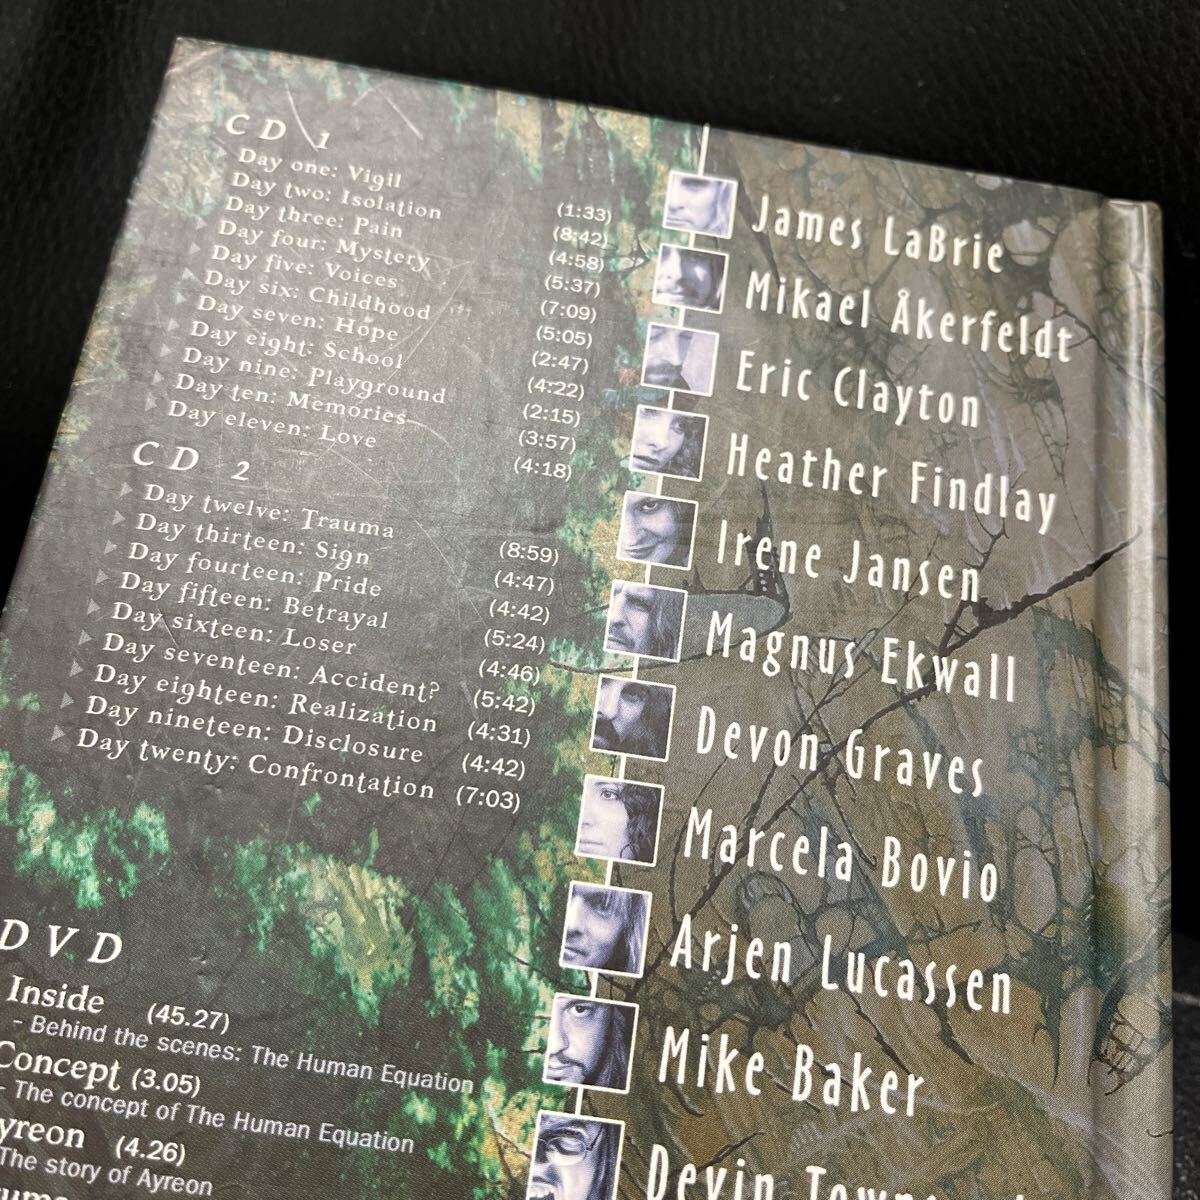 CD 1
Day one: Vigil (1:33)
Day two: Isolation (8:42)
Day three: Pain (4:58)
Day four: Mystery (5:37)
Day five: Voices (7:09)
Day six: Childhood (5:05)
Day seven: Hope (2:47)
Day eight: School (4:22)
Day nine: Playground (2:15)
Day ten: Memories (3:57)
Day eleven: Love (4:18)
CD 2
Day twelve: Trauma (8:59)
Day thirteen: Sign (4:47)
Day fourteen: Pride (4:42)
Day fifteen: Betrayal (5:24)
Day sixteen: Loser (4:46)
Day seventeen: Accident? (5:42)
Day eighteen: Realization (4:31)
Day nineteen: Disclosure (4:42)
Day twenty: Confrontation (7:03)
DVD
Inside (45.27)
- Behind the scenes: The Human Equation
Concept (3.05)
- The concept of The Human Equation
yreon (4.26)
The story of Ayreon
James LaBrie
Mikael Åkerfeldt
Eric Clayton
Heather Findlay
Irene Jansen
Magnus Ekwall
Devon Graves
Marcela Bovio
Arjen Lucassen
Mike Baker
Devin